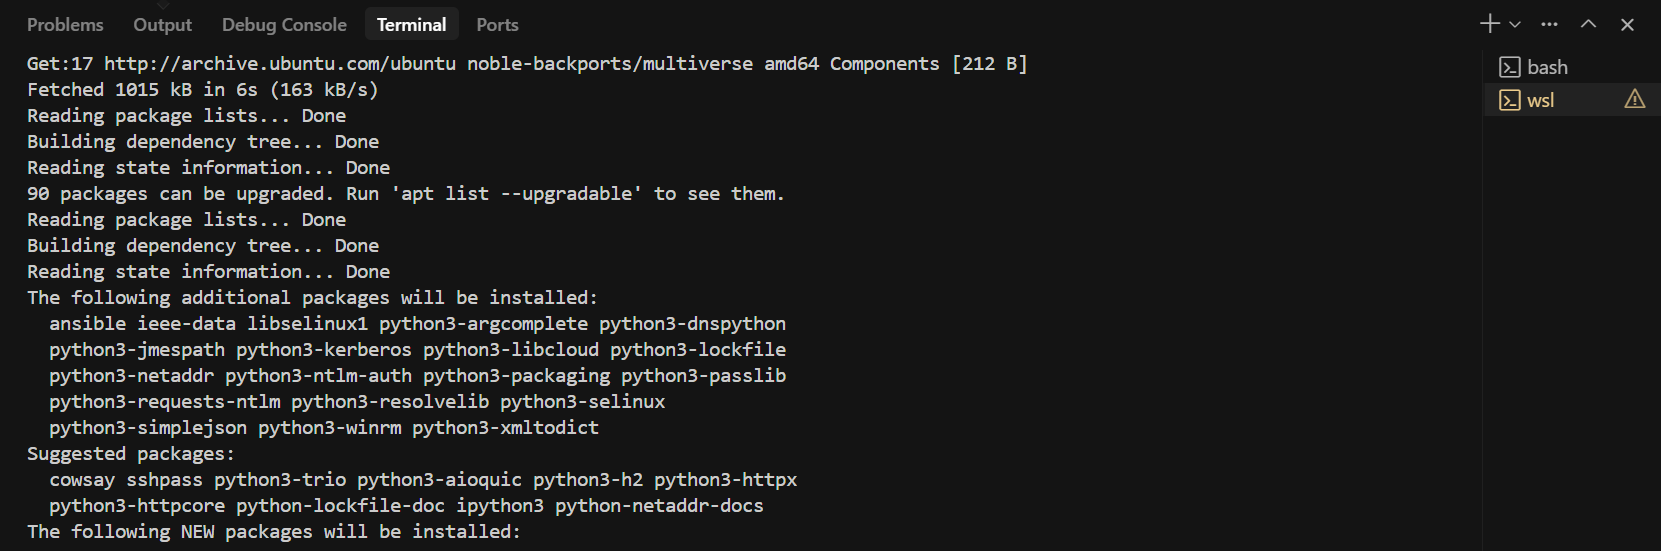 Problems Output Debug Console Terminal Ports
Get:17 http://archive.ubuntu.com/ubuntu noble-backports/multiverse amd64 Components [212 B]
Fetched 1015 kB in 6s (163 kB/s)
Reading package lists... Done
Building dependency tree... Done
Reading state information... Done
90 packages can be upgraded. Run 'apt list --upgradable' to see them.
Reading package lists... Done
Building dependency tree... Done
Reading state information... Done
The following additional packages will be installed:
ansible ieee-data libselinux1 python3-argcomplete python3-dnspython
python3-jmespath python3-kerberos python3-libcloud python3-lockfile
python3-netaddr python3-ntlm-auth python3-packaging python3-passlib
python3-requests-ntlm python3-resolvelib python3-selinux
python3-simplejson python3-winrm python3-xmltodict
Suggested packages:
cowsay sshpass python3-trio python3-aioquic python3-h2 python3-httpx
python3-httpcore python-lockfile-doc ipython3 python-netaddr-docs
The following NEW packages will be installed:
bash
wsl